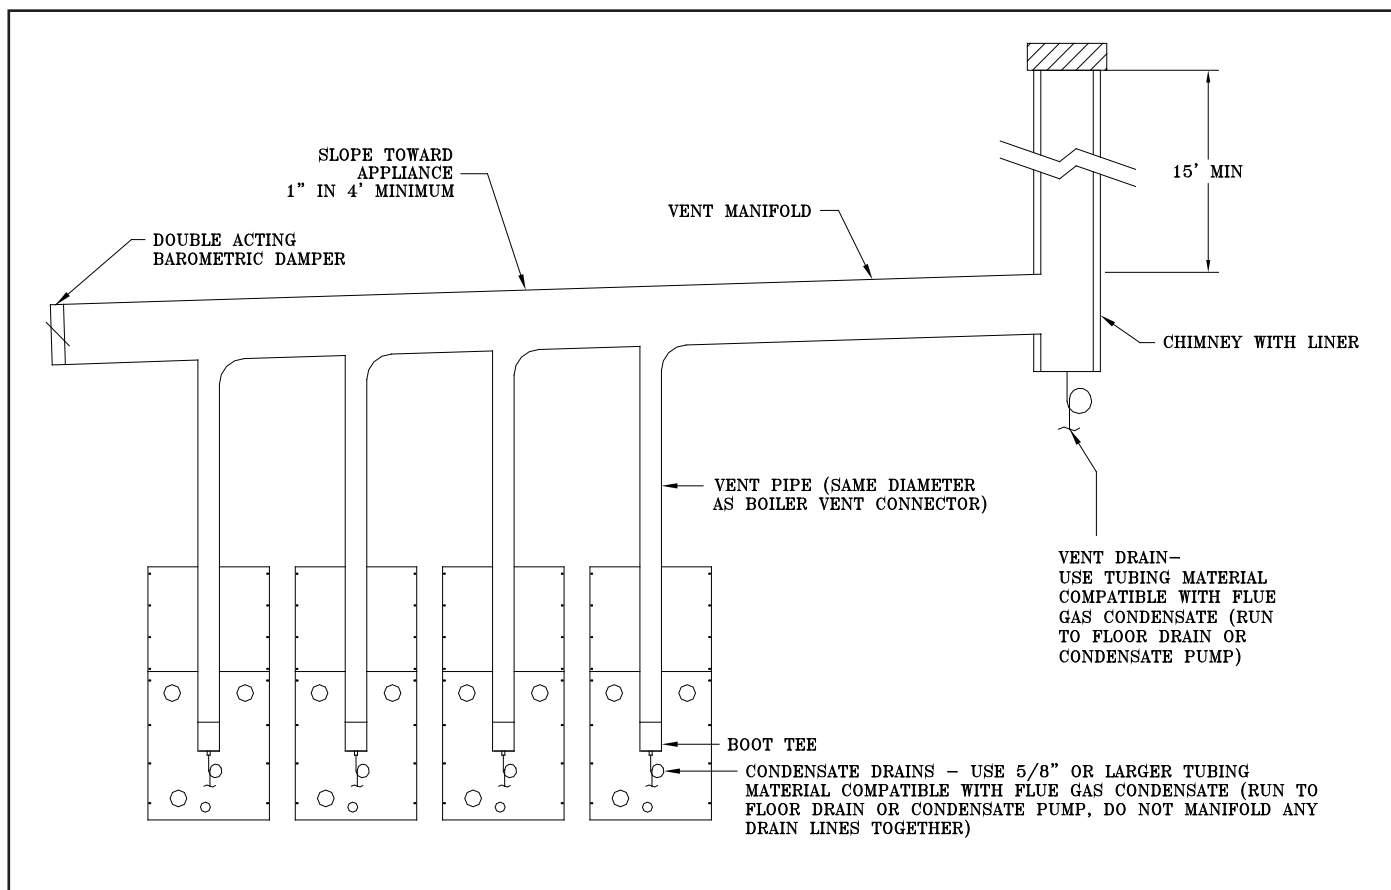 SLOPE TOWARD
APPLIANCE
1” IN 4’ MINIMUM
15’ MIN
VENT MANIFOLD
DOUBLE ACTING
BAROMETRIC DAMPER
CHIMNEY WITH LINER
VENT PIPE (SAME DIAMETER
AS BOILER VENT CONNECTOR)
VENT DRAIN–
USE TUBING MATERIAL
COMPATIBLE WITH FLUE
GAS CONDENSATE (RUN
TO FLOOR DRAIN OR
CONDENSATE PUMP)
BOOT TEE
CONDENSATE DRAINS – USE 5/8” OR LARGER TUBING
MATERIAL COMPATIBLE WITH FLUE GAS CONDENSATE (RUN TO
FLOOR DRAIN OR CONDENSATE PUMP, DO NOT MANIFOLD ANY
DRAIN LINES TOGETHER)